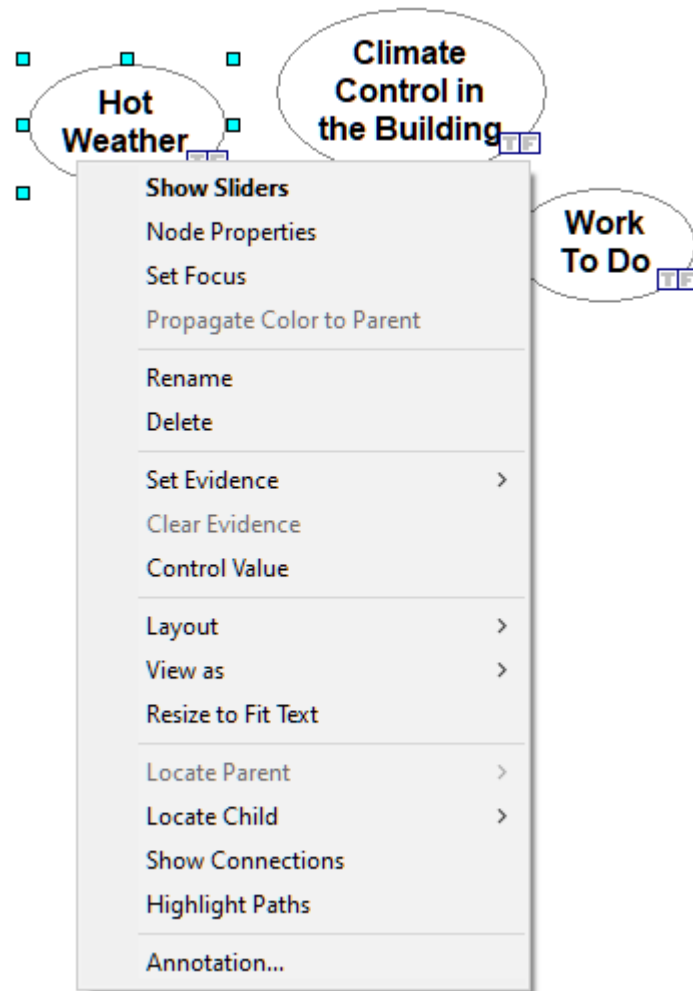 Climate
Control in
the Building
T F
Hot
Weather
Work
To Do
T F
Show Sliders
Node Properties
Set Focus
Propagate Color to Parent
Rename
Delete
Set Evidence
Clear Evidence
Control Value
Layout
View as
Resize to Fit Text
Locate Parent
Locate Child
Show Connections
Highlight Paths
Annotation...